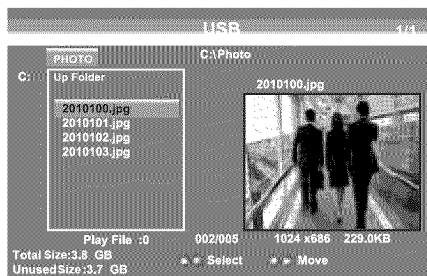 USB 1/1
PHOTO C:\Photo
C: Up Folder
2010100.jpg
2010100.jpg
2010101.jpg
2010102.jpg
2010103.jpg
Play File :0 002/005 1024 x686 229.0KB
Total Size:3.8 GB
Select Move
UnusedSize:3.7 GB